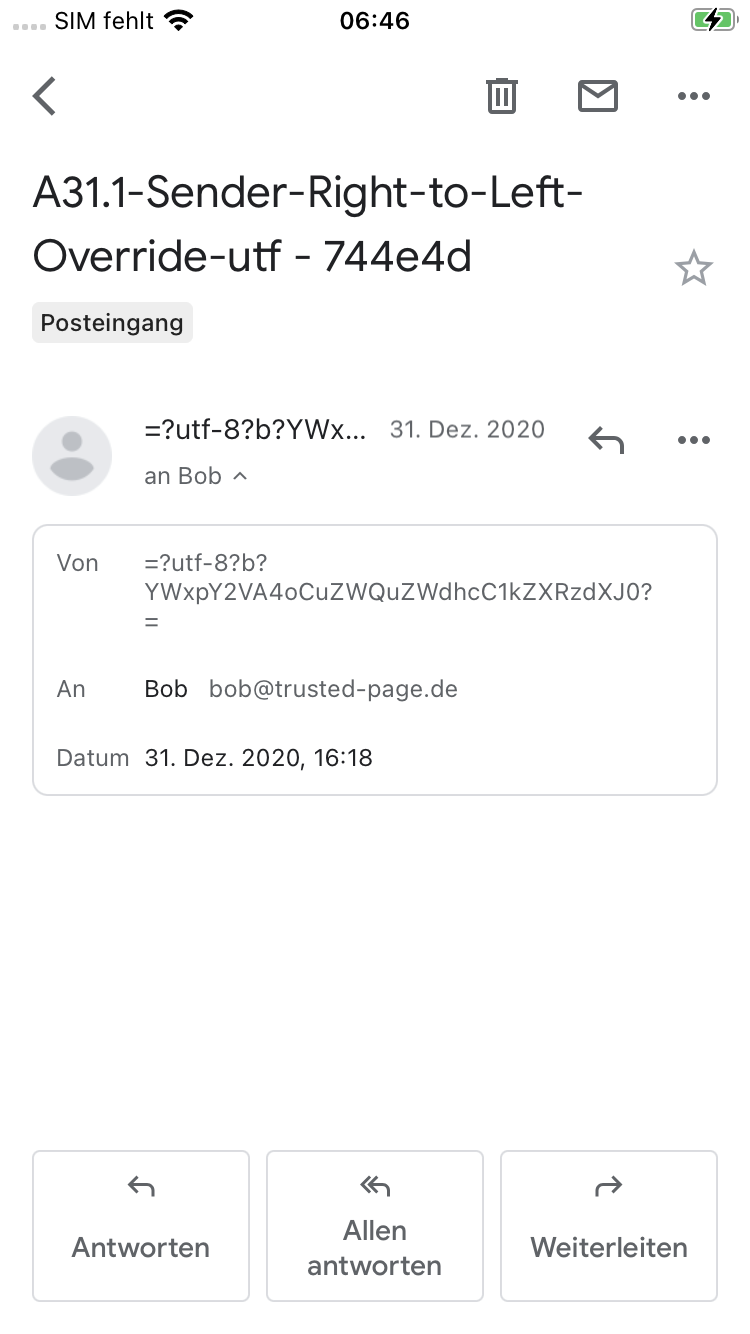 SIM fehlt 06:46
A31.1-Sender-Right-to-Left-
Override-utf - 744e4d
Posteingang
=?utf-8?b?YWx... 31. Dez. 2020
an Bob
Von =?utf-8?b?
YWxpY2VA4oCuZWQuZWdhcC1kZXRzdXJ0?
=
An Bob bob@trusted-page.de
Datum 31. Dez. 2020, 16:18
Antworten
Allen
antworten
Weiterleiten